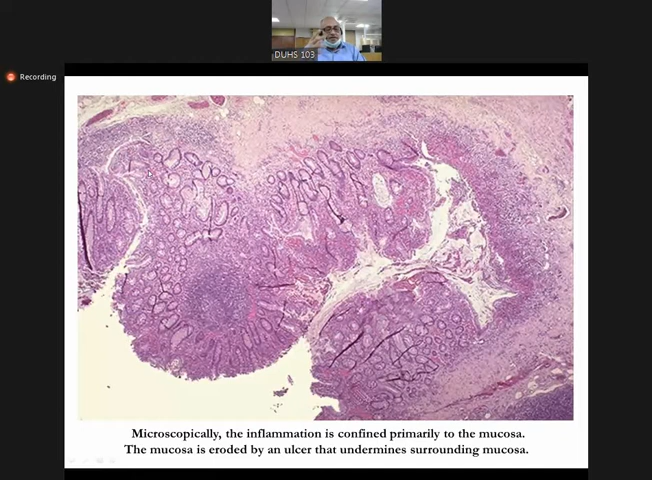 DUHS 103
Recording
Microscopically, the inflammation is confined primarily to the mucosa.
The mucosa is eroded by an ulcer that undermines surrounding mucosa.